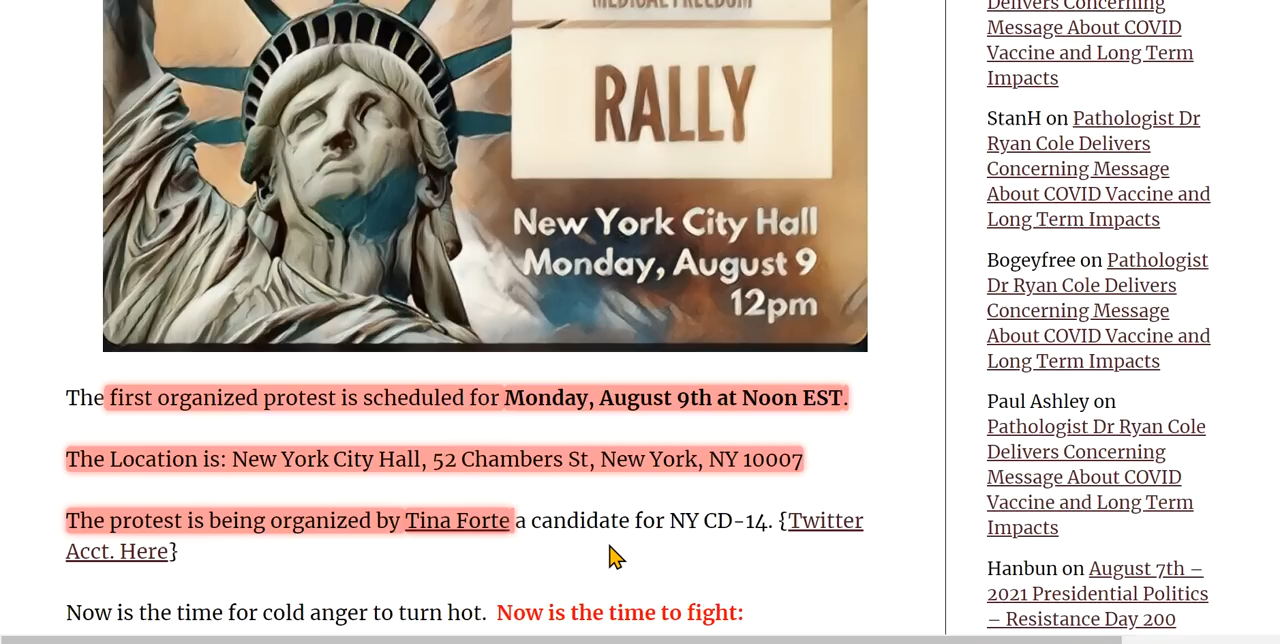 MEDICAL FREEDOM
RALLY
New York City Hall
Monday, August 9
12pm
The first organized protest is scheduled for Monday, August 9th at Noon EST.
The Location is: New York City Hall, 52 Chambers St, New York, NY 10007
The protest is being organized by Tina Forte a candidate for NY CD-14. {Twitter
Acct. Here}
Now is the time for cold anger to turn hot. Now is the time to fight:
Delivers Concerning
Message About COVID
Vaccine and Long Term
Impacts
StanH on Pathologist Dr
Ryan Cole Delivers
Concerning Message
About COVID Vaccine and
Long Term Impacts
Bogeyfree on Pathologist
Dr Ryan Cole Delivers
Concerning Message
About COVID Vaccine and
Long Term Impacts
Paul Ashley on
Pathologist Dr Ryan Cole
Delivers Concerning
Message About COVID
Vaccine and Long Term
Impacts
Hanbun on August 7th –
2021 Presidential Politics
– Resistance Day 200